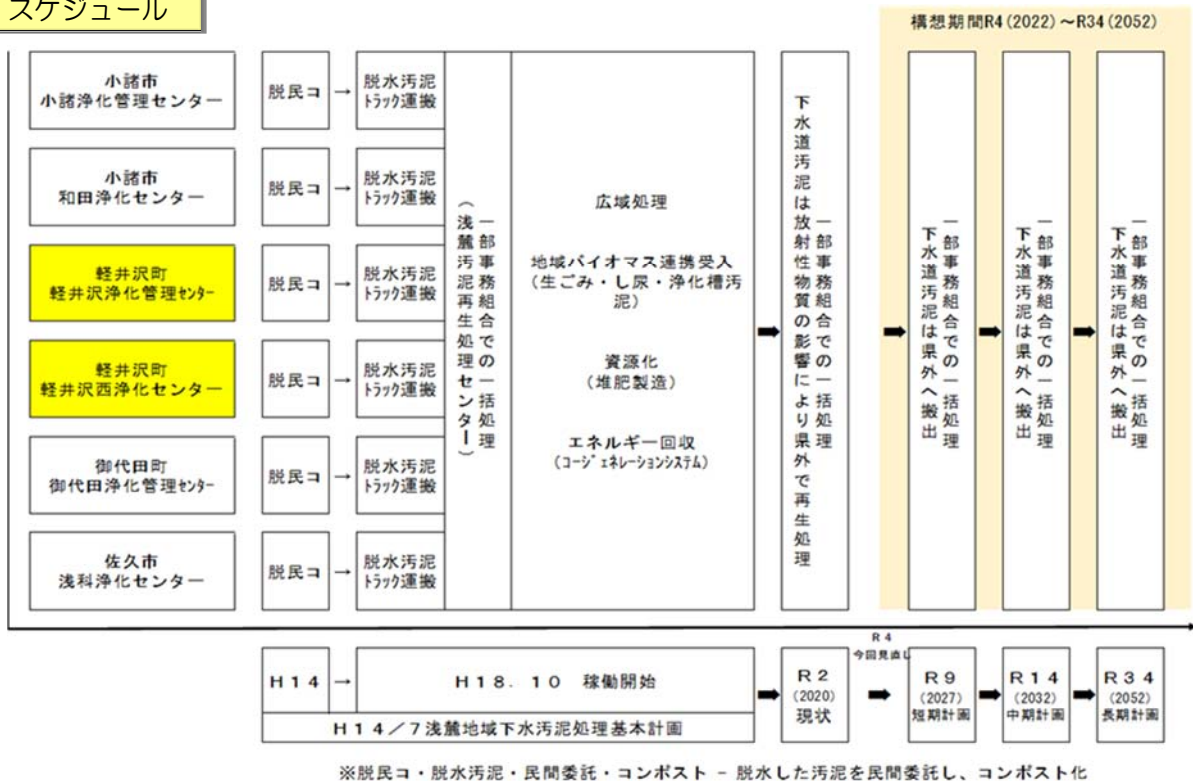 スケジュール
構想期間R4(2022)～R34(2052)
小諸市
小諸浄化管理センター
脱民コ
→
脱水汚泥
トラック運搬
小諸市
和田浄化センター
脱民コ
→
脱水汚泥
トラック運搬
軽井沢町
軽井沢浄化管理センター
脱民コ
→
脱水汚泥
トラック運搬
軽井沢町
軽井沢西浄化センター
脱民コ
→
脱水汚泥
トラック運搬
御代田町
御代田浄化管理センター
脱民コ
→
脱水汚泥
トラック運搬
佐久市
浅科浄化センター
脱民コ
→
脱水汚泥
トラック運搬
一部事務組合での一括処理
（浅麓汚泥再生処理センター）
広域処理
地域バイオマス連携受入
(生ごみ・し尿・浄化槽汚
泥)
資源化
(堆肥製造)
エネルギー回収
(コージェネレーションシステム)
一部事務組合での一括処理
下水道汚泥は放射性物質の影響により県外で再生処理
一部事務組合での一括処理
下水道汚泥は県外へ搬出
一部事務組合での一括処理
下水道汚泥は県外へ搬出
一部事務組合での一括処理
下水道汚泥は県外へ搬出
H14
→
H18.10 稼働開始
H14/7浅麓地域下水汚泥処理基本計画
R2
(2020)
現状
R4
今回見直し
R9
(2027)
短期計画
R14
(2032)
中期計画
R34
(2052)
長期計画
※脱民コ・脱水汚泥・民間委託・コンポスト － 脱水した汚泥を民間委託し、コンポスト化